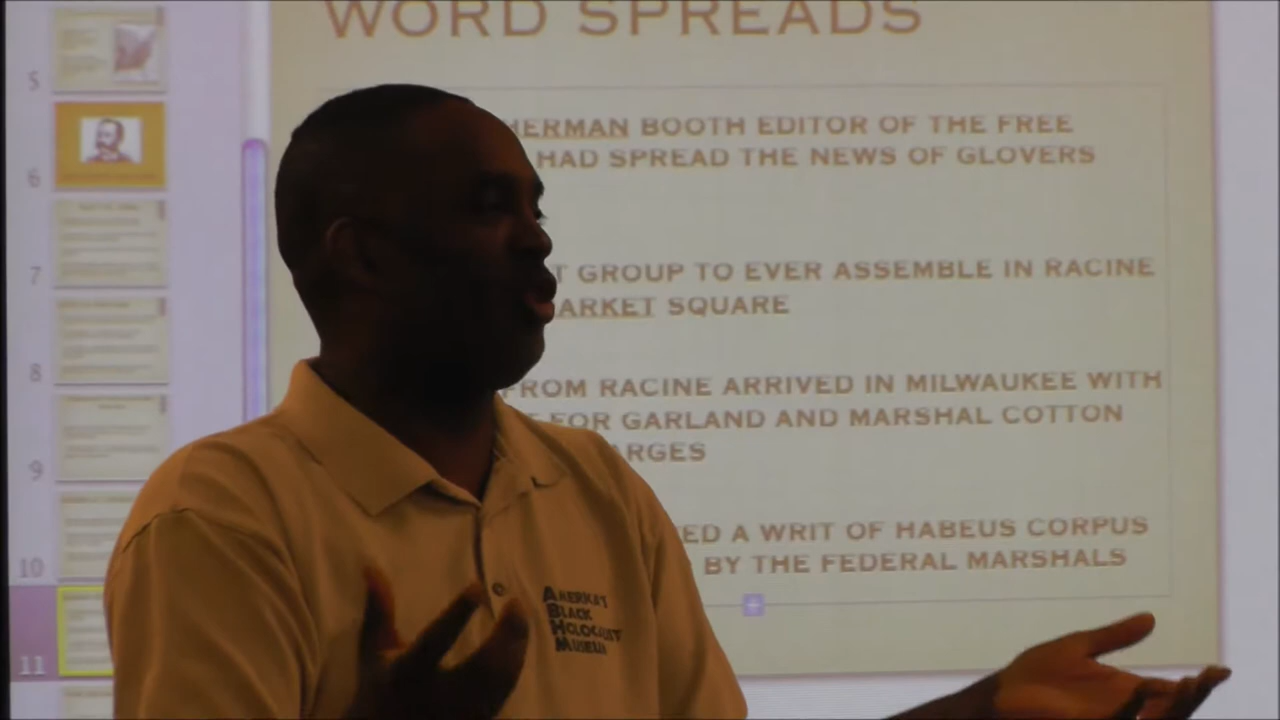 WORD SPREADS
HERMAN BOOTH EDITOR OF THE FREE
HAD SPREAD THE NEWS OF GLOVERS
T GROUP TO EVER ASSEMBLE IN RACINE
ARKET SQUARE
FROM RACINE ARRIVED IN MILWAUKEE WITH
FOR GARLAND AND MARSHAL COTTON
ARGES
ED A WRIT OF HABEUS CORPUS
BY THE FEDERAL MARSHALS
5
6
7
8
9
10
11
AMERICA'S
BLACK
HOLOCAUST
MUSEUM